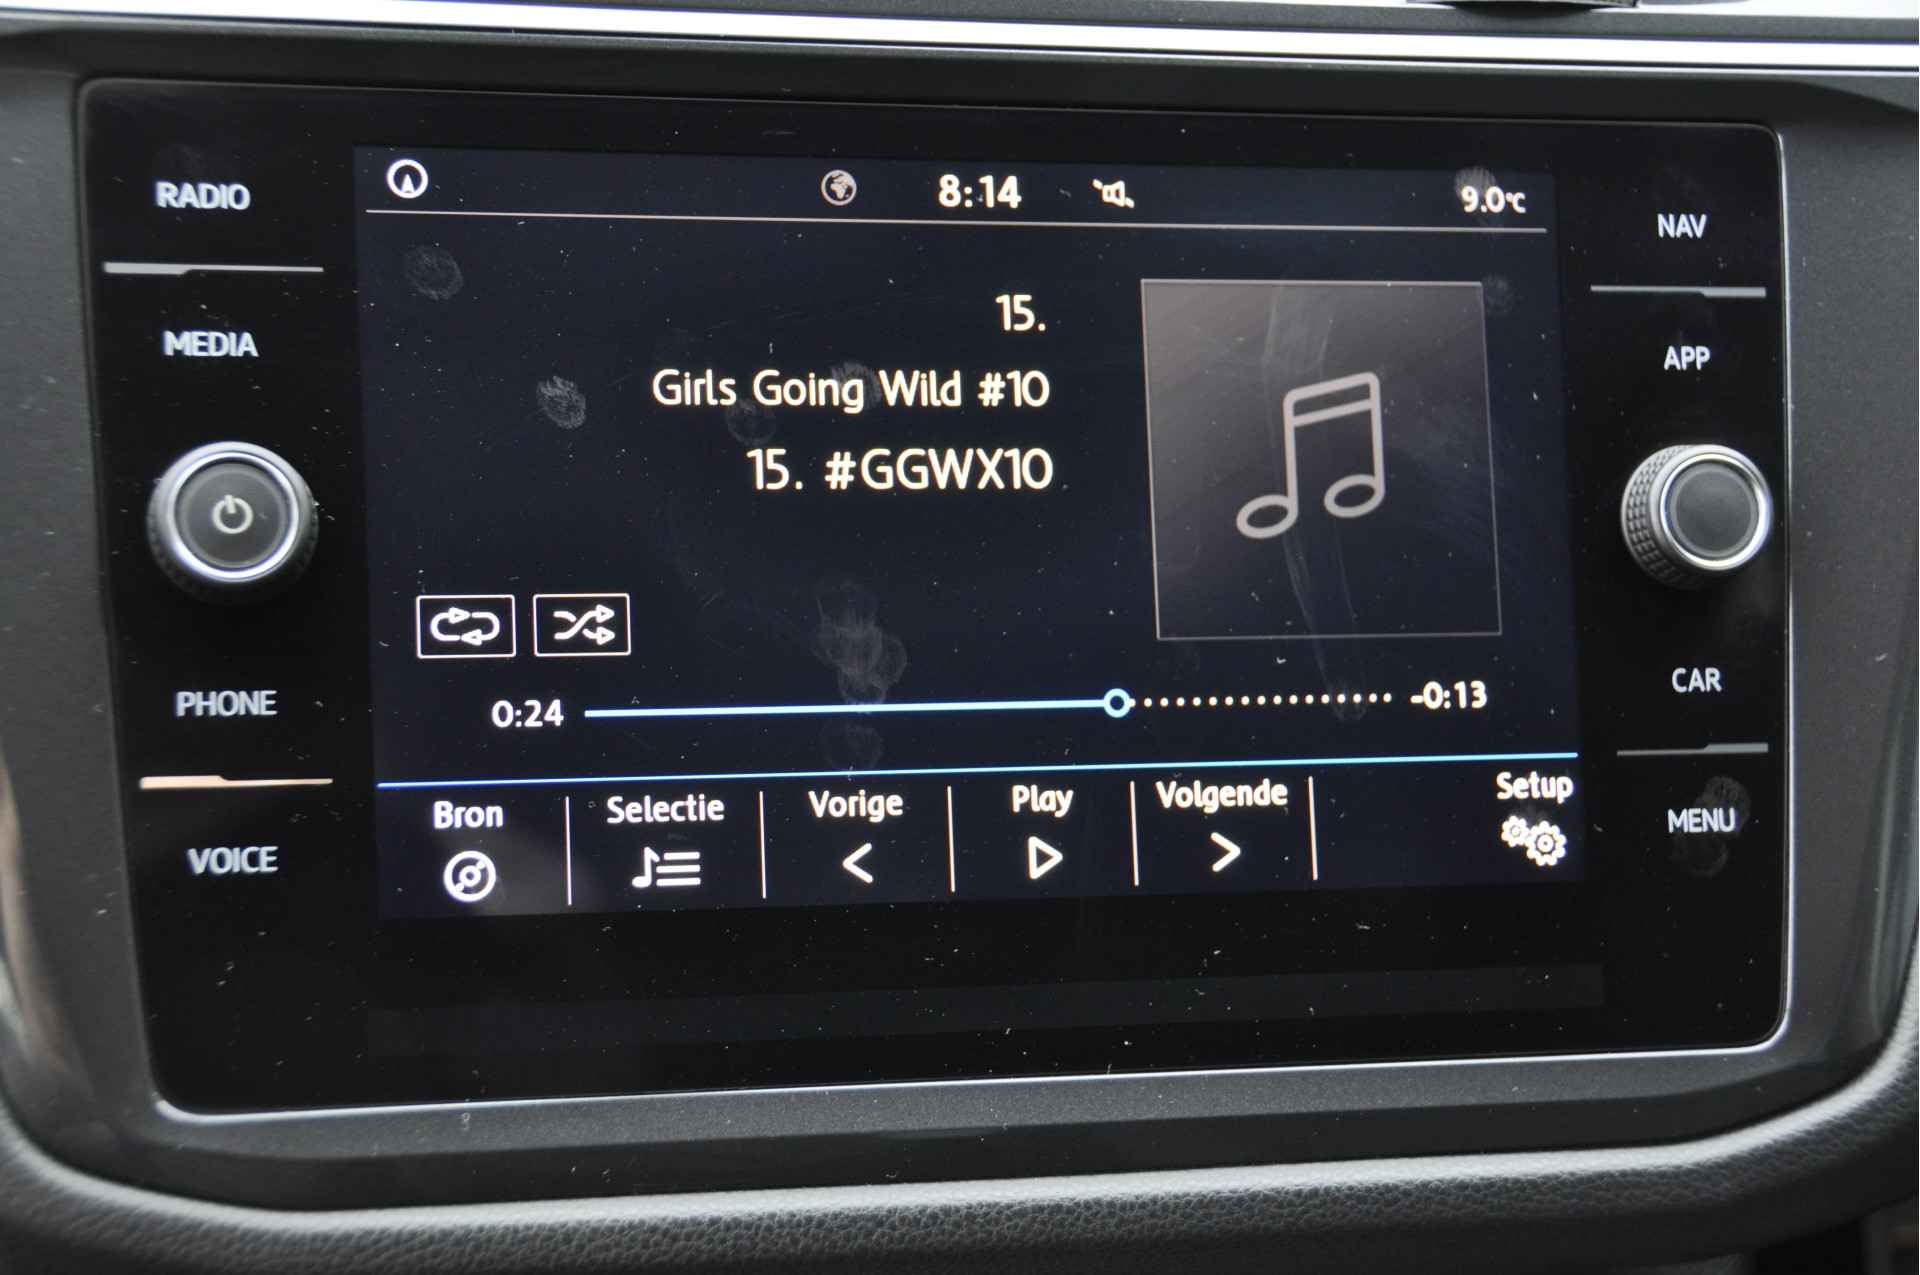 RADIO
MEDIA
PHONE
VOICE
8:14
9.0°C
15.
Girls Going Wild #10
15. #GGWX10
0:24
-0:13
Bron
Selectie
Vorige
Play
Volgende
Setup
NAV
APP
CAR
MENU